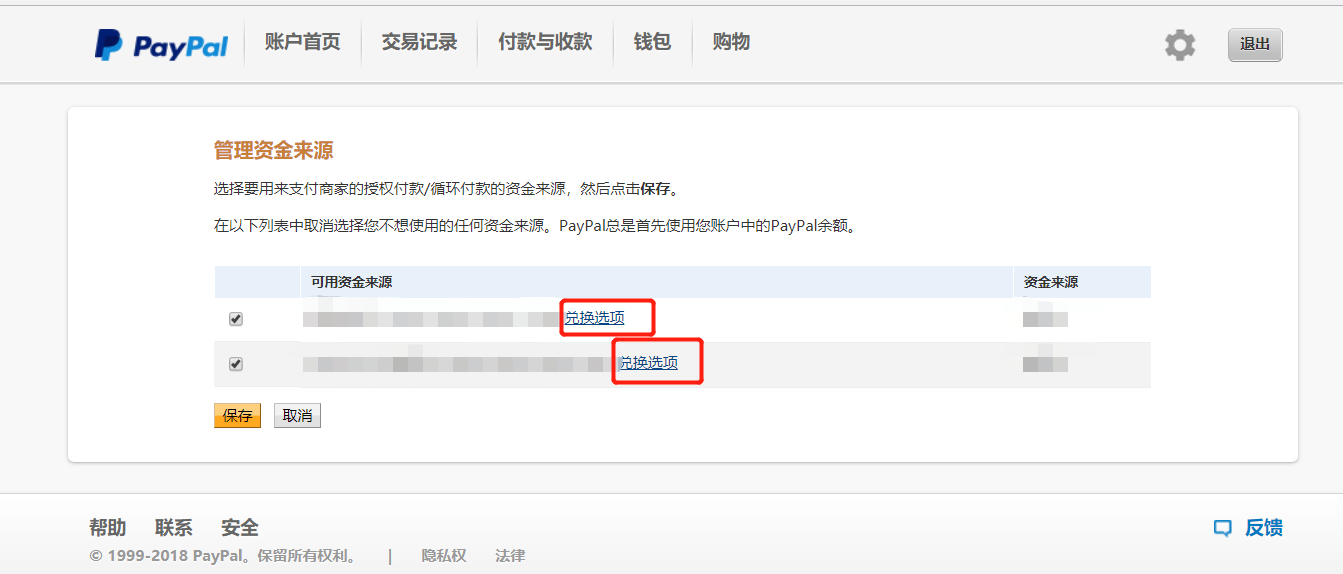 PayPal 账户首页 交易记录 付款与收款 钱包 购物 退出
管理资金来源
选择要用来支付商家的授权付款/循环付款的资金来源，然后点击保存。
在以下列表中取消选择您不想使用的任何资金来源。PayPal总是首先使用您账户中的PayPal余额。
可用资金来源 资金来源
兑换选项
兑换选项
保存 取消
帮助 联系 安全 反馈
© 1999-2018 PayPal。保留所有权利。 | 隐私权 法律